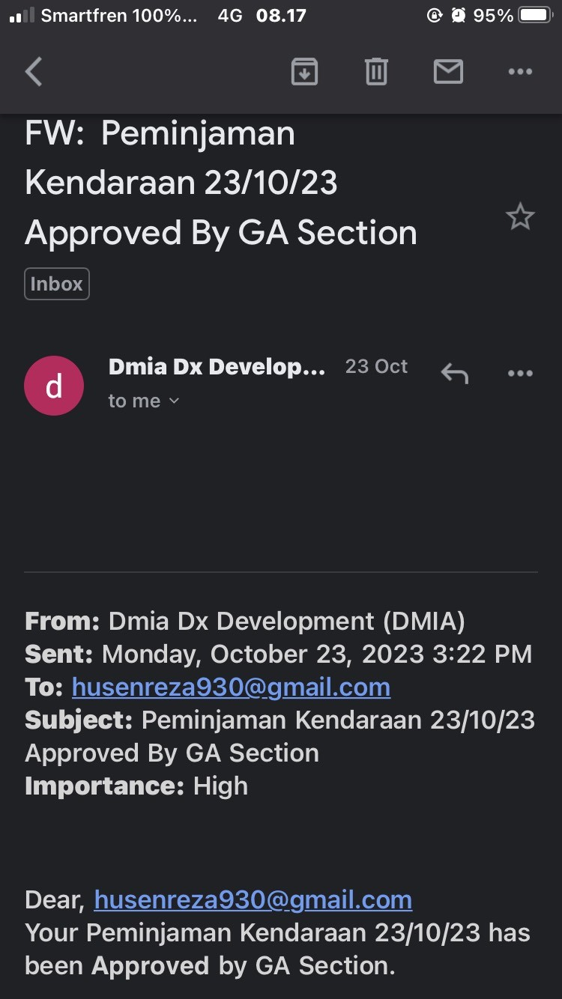 Smartfren 100%... 4G 08.17 95%
FW: Peminjaman
Kendaraan 23/10/23
Approved By GA Section
Inbox
d
Dmia Dx Develop... 23 Oct
to me
From: Dmia Dx Development (DMIA)
Sent: Monday, October 23, 2023 3:22 PM
To: husenreza930@gmail.com
Subject: Peminjaman Kendaraan 23/10/23
Approved By GA Section
Importance: High
Dear, husenreza930@gmail.com
Your Peminjaman Kendaraan 23/10/23 has
been Approved by GA Section.